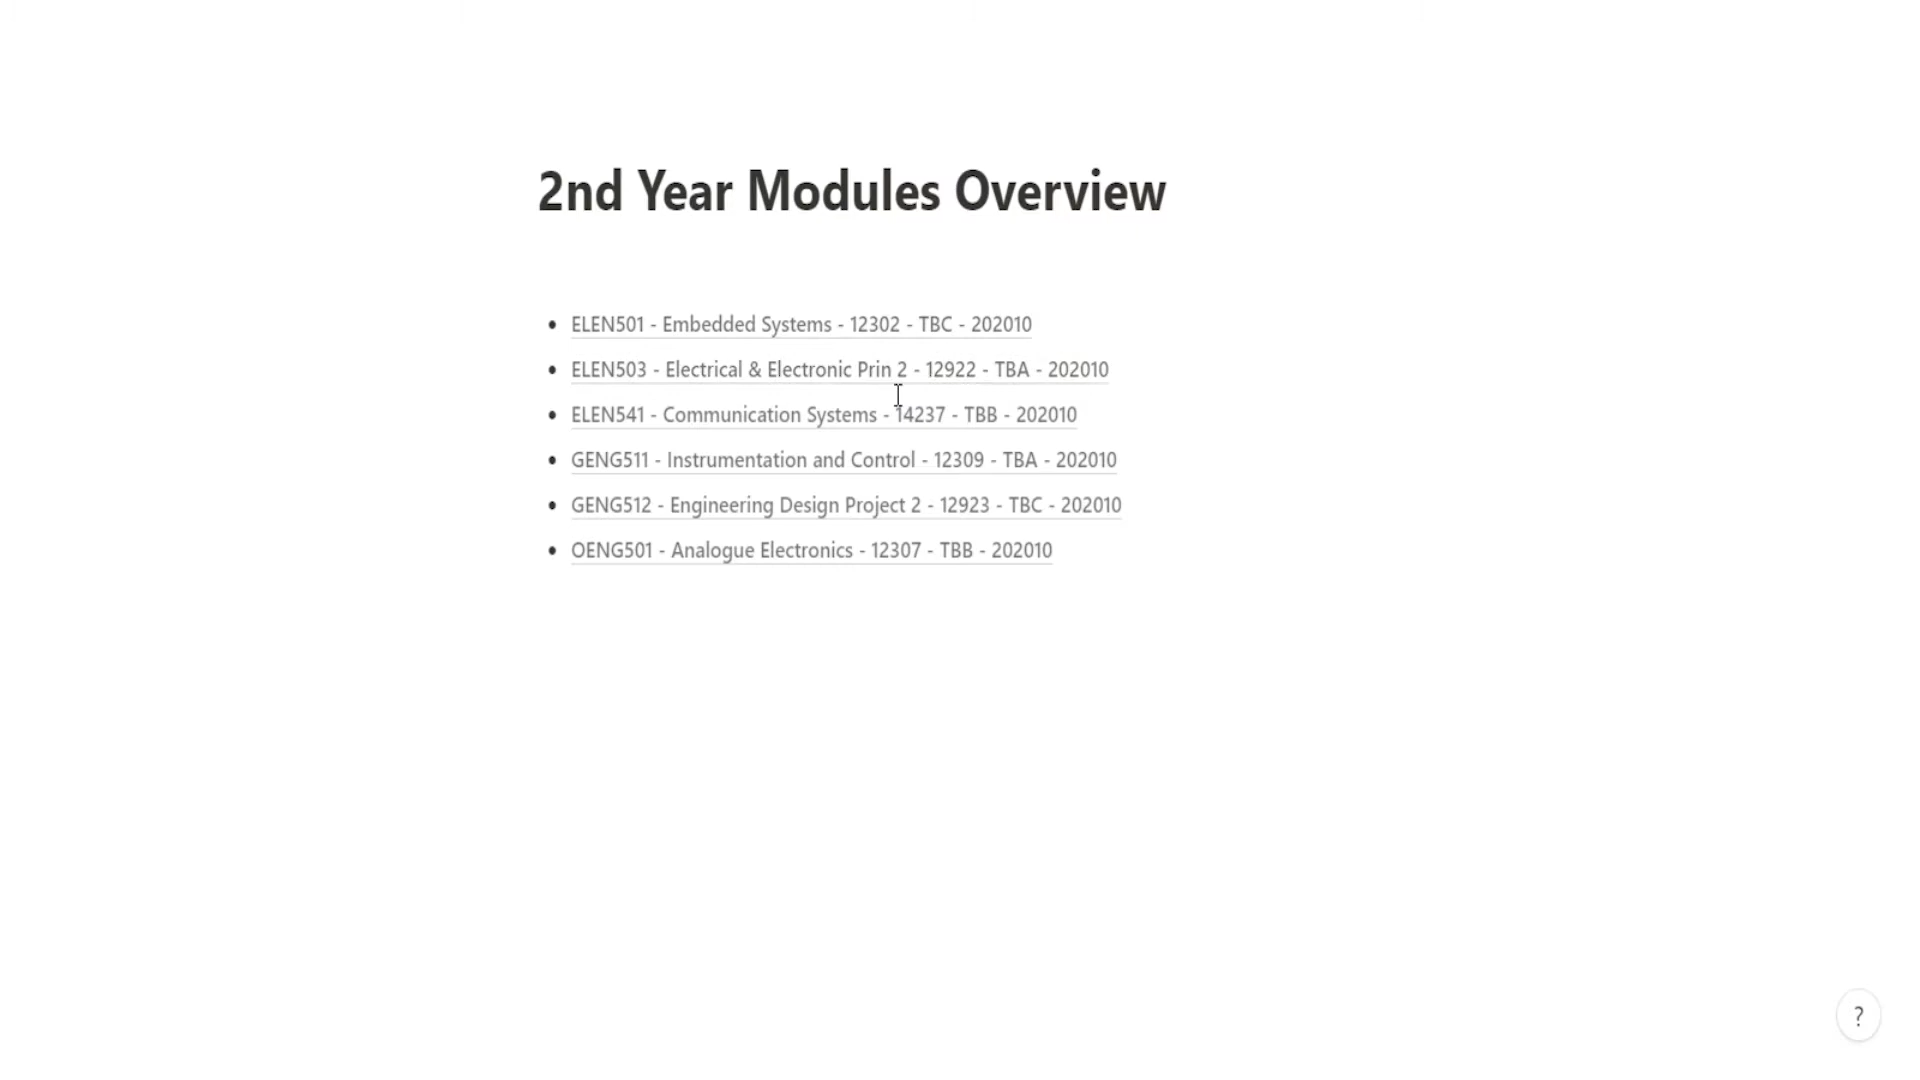 2nd Year Modules Overview
• ELEN501 - Embedded Systems - 12302 - TBC - 202010
• ELEN503 - Electrical & Electronic Prin 2 - 12922 - TBA - 202010
• ELEN541 - Communication Systems - 14237 - TBB - 202010
• GENG511 - Instrumentation and Control - 12309 - TBA - 202010
• GENG512 - Engineering Design Project 2 - 12923 - TBC - 202010
• OENG501 - Analogue Electronics - 12307 - TBB - 202010
?